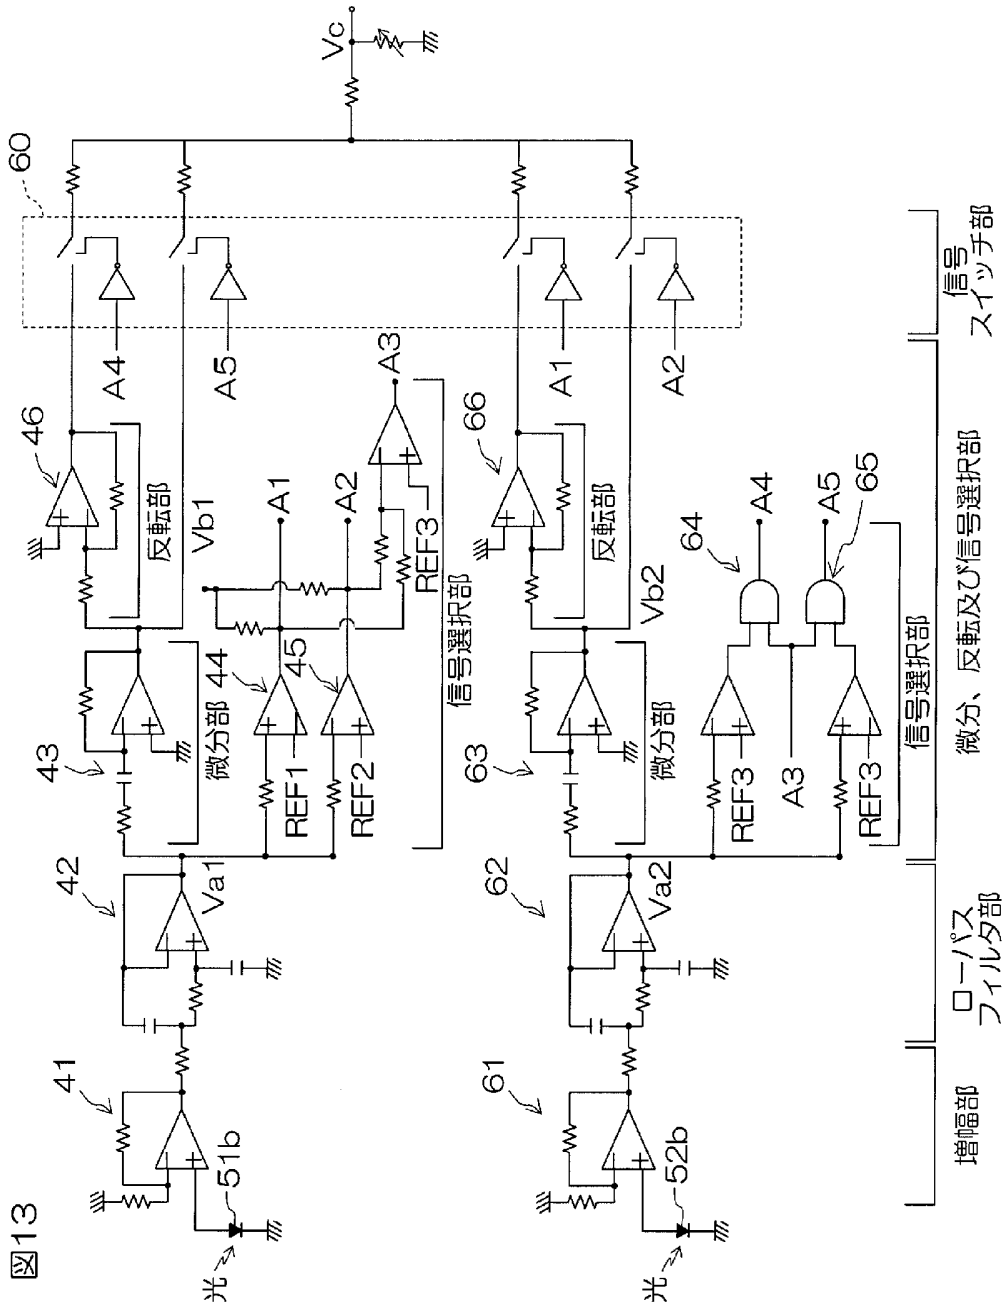 図13
光
51b
41
42
Va1
43
微分部
44
REF1
45
REF2
信号選択部
Vb1
反転部
46
A1
A2
A3
REF3
A4
A5
60
Vc
光
52b
61
62
Va2
63
微分部
Vb2
反転部
66
A1
A2
REF3
A3
REF3
64
65
A4
A5
信号選択部
増幅部
ローパス
フィルタ部
微分、反転及び信号選択部
信号
スイッチ部